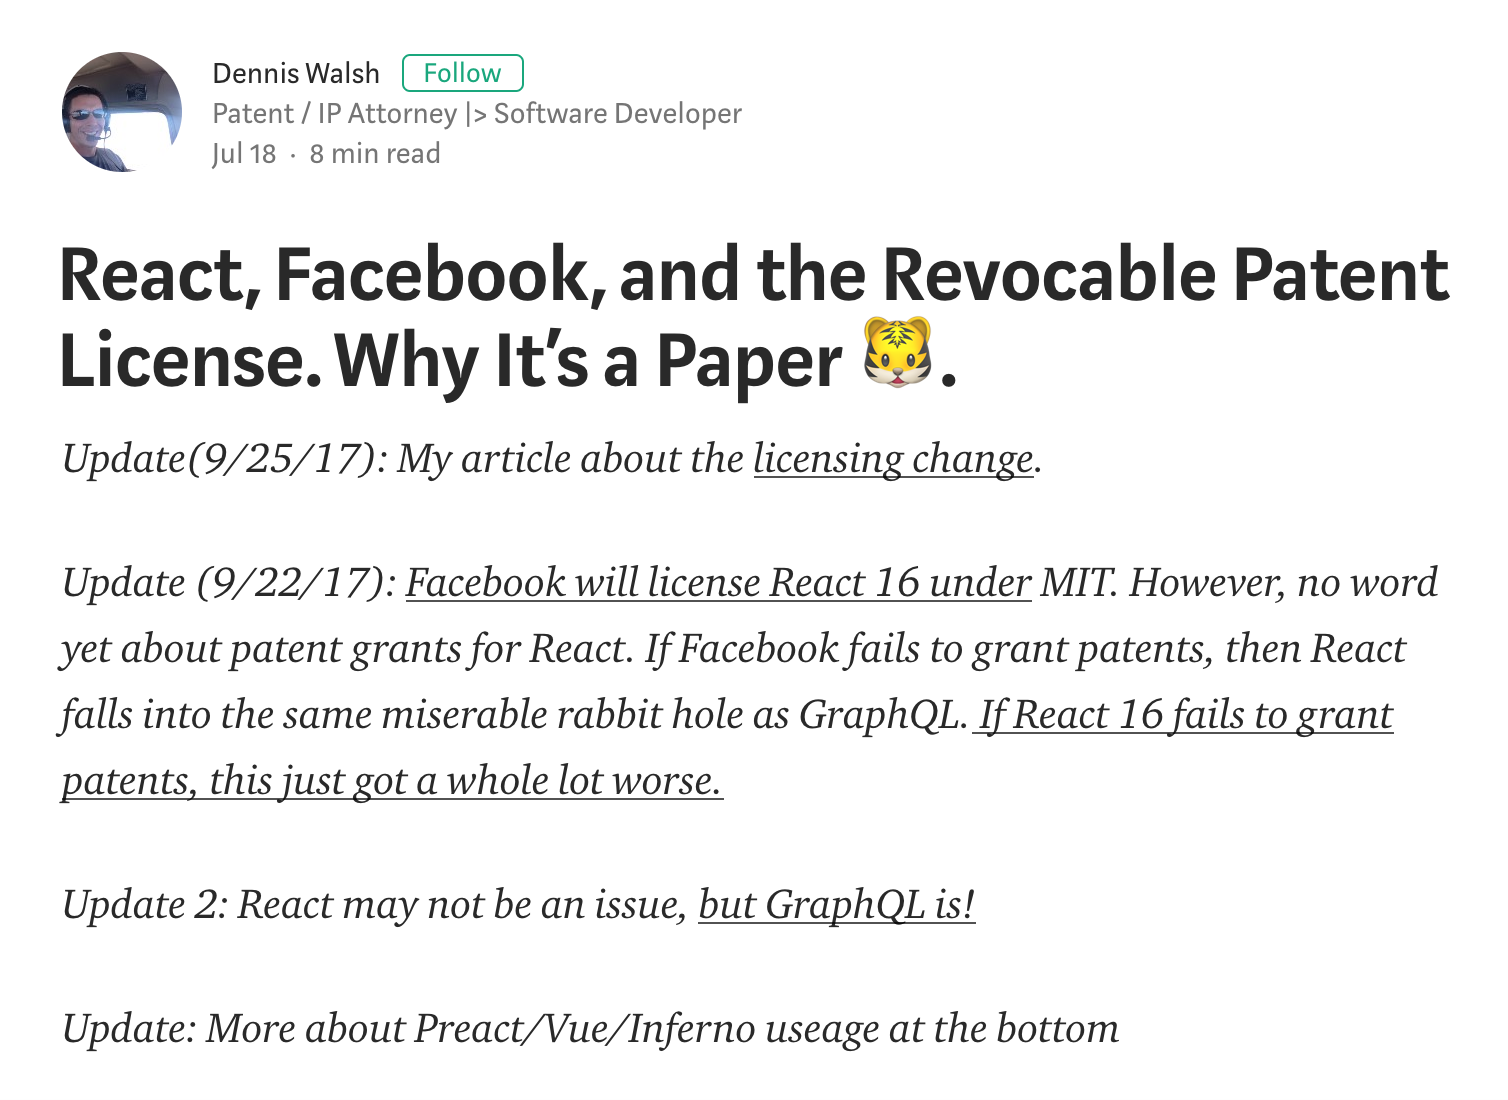 Dennis Walsh Follow
Patent / IP Attorney |> Software Developer
Jul 18 · 8 min read
React, Facebook, and the Revocable Patent
License. Why It’s a Paper 🐯.
Update(9/25/17): My article about the licensing change.
Update (9/22/17): Facebook will license React 16 under MIT. However, no word
yet about patent grants for React. If Facebook fails to grant patents, then React
falls into the same miserable rabbit hole as GraphQL. If React 16 fails to grant
patents, this just got a whole lot worse.
Update 2: React may not be an issue, but GraphQL is!
Update: More about Preact/Vue/Inferno useage at the bottom